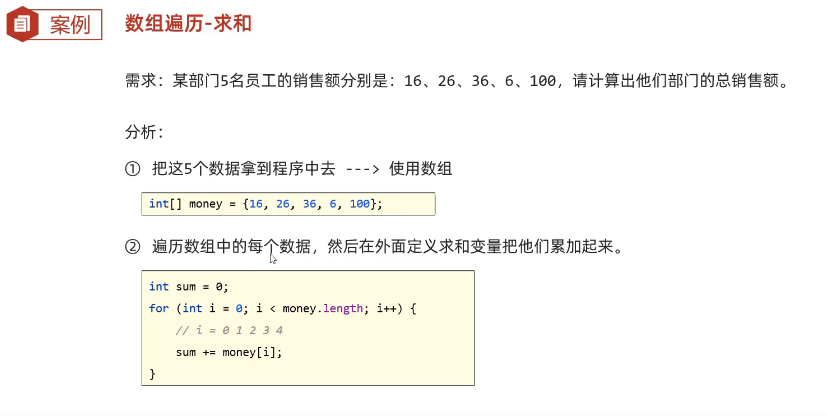 案例
数组遍历-求和
需求：某部门5名员工的销售额分别是：16、26、36、6、100，请计算出他们部门的总销售额。
分析：
① 把这5个数据拿到程序中去 ---> 使用数组
int[] money = {16, 26, 36, 6, 100};
② 遍历数组中的每个数据，然后在外面定义求和变量把他们累加起来。
int sum = 0;
for (int i = 0; i < money.length; i++) {
// i = 0 1 2 3 4
sum += money[i];
}